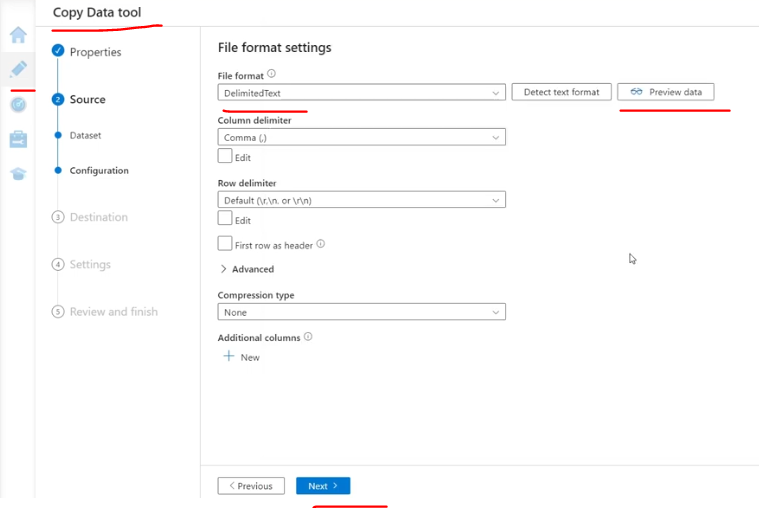 Copy Data tool
Properties
2 Source
Dataset
Configuration
3 Destination
4 Settings
5 Review and finish
File format settings
File format
DelimitedText
Detect text format
Preview data
Column delimiter
Comma (,)
Edit
Row delimiter
Default (\r,\n. or \r\n)
Edit
First row as header
Advanced
Compression type
None
Additional columns
New
Previous
Next